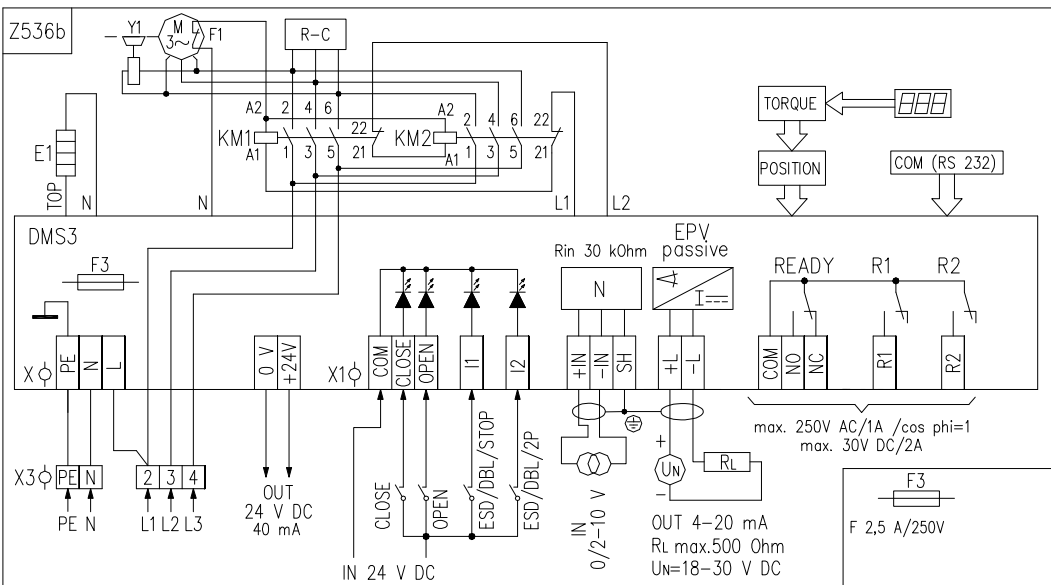 Z536b
Y1
M
3~
F1
R-C
TORQUE
POSITION
COM (RS 232)
E1
TOP
N
N
A2 2 4 6
22
KM1
A1
1 3 5 21
A2
2 4 6 22
KM2
A1
1 3 5 21
L1 L2
DMS3
F3
Rin 30 kOhm
N
EPV
passive
I
READY R1 R2
X
PE N L
0 V
+24V
X1
COM
CLOSE
OPEN
I1
I2
+IN
-IN
SH
+L
-L
COM
NO
NC
R1
R2
max. 250V AC/1A /cos phi=1
max. 30V DC/2A
X3
PE N
2 3 4
PE N L1 L2 L3
OUT
24 V DC
40 mA
CLOSE
OPEN
ESD/DBL/STOP
ESD/DBL/2P
IN 24 V DC
IN
0/2-10 V
+
UN
-
RL
OUT 4-20 mA
RL max.500 Ohm
UN=18-30 V DC
F3
F 2,5 A/250V